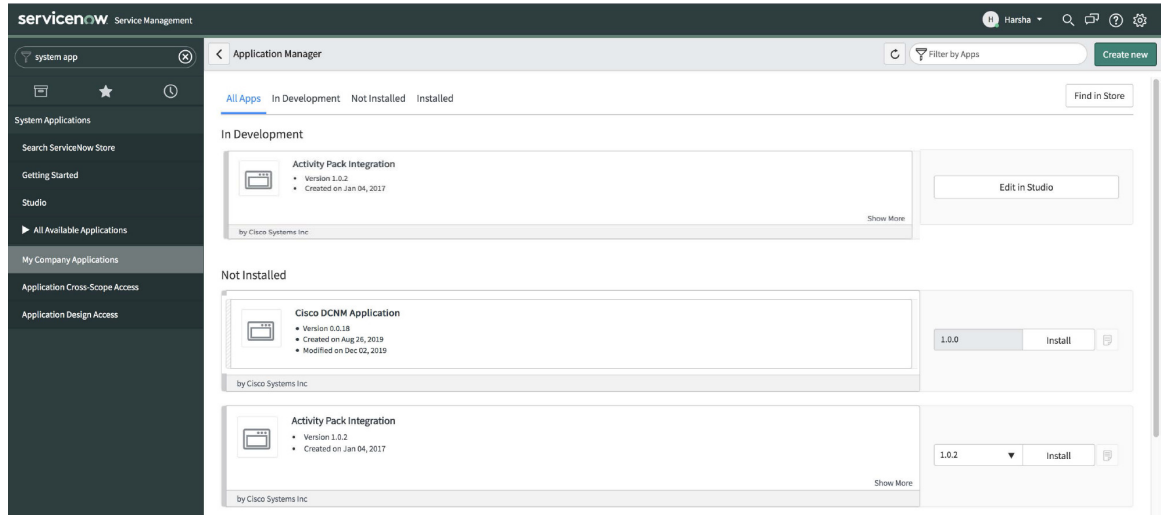 servicenow Service Management
H Harsha
system app
Application Manager
Filter by Apps
Create new
All Apps In Development Not Installed Installed
Find in Store
System Applications
Search ServiceNow Store
Getting Started
Studio
All Available Applications
My Company Applications
Application Cross-Scope Access
Application Design Access
In Development
Activity Pack Integration
• Version 1.0.2
• Created on Jan 04, 2017
Show More
by Cisco Systems Inc
Edit in Studio
Not Installed
Cisco DCNM Application
• Version 0.0.18
• Created on Aug 26, 2019
• Modified on Dec 02, 2019
by Cisco Systems Inc
1.0.0 Install
Activity Pack Integration
• Version 1.0.2
• Created on Jan 04, 2017
Show More
by Cisco Systems Inc
1.0.2 Install